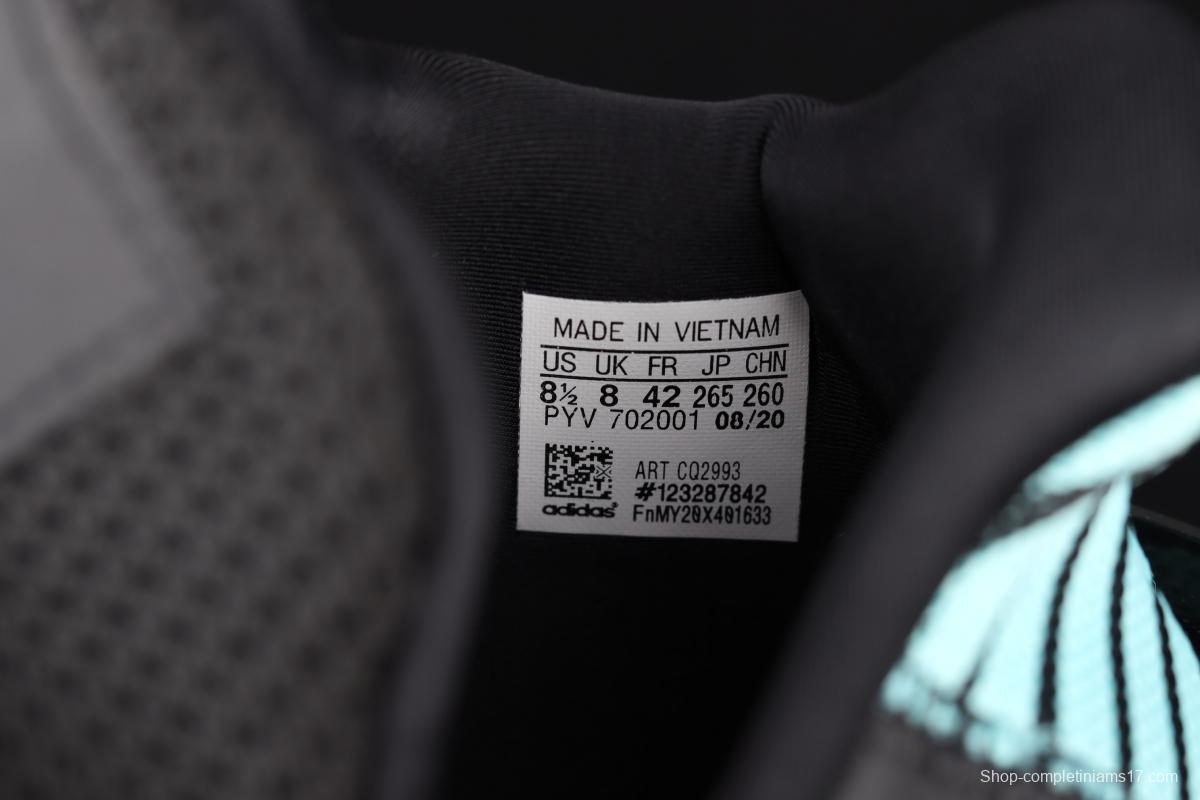 MADE IN VIETNAM
US UK FR JP CHN
8½ 8 42 265 260
PYV 702001 08/20
ART CQ2993
#123287842
adidas FnMY20X401633
Shop-completiniams17.com